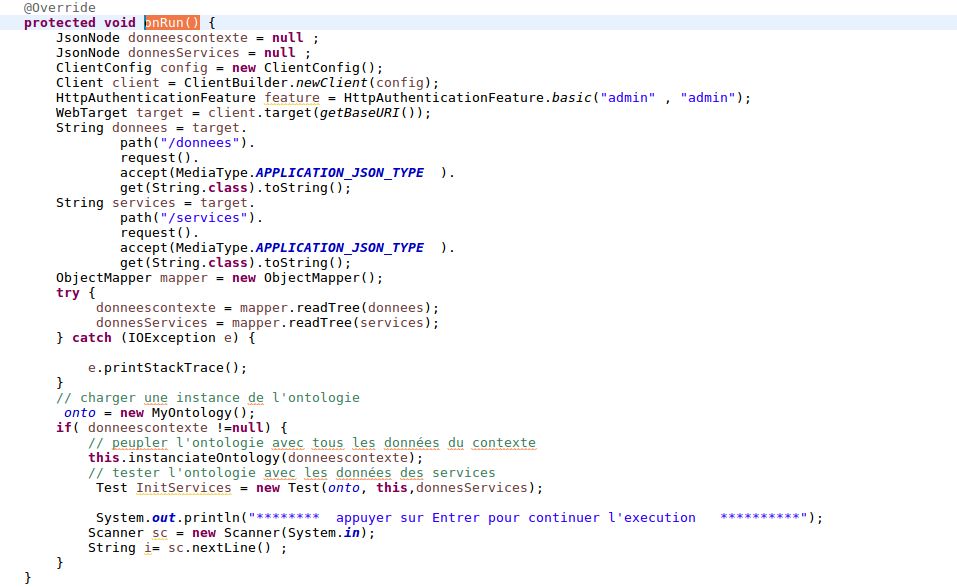 @Override
protected void onRun() {
JsonNode donneescontexte = null ;
JsonNode donnesServices = null ;
ClientConfig config = new ClientConfig();
Client client = ClientBuilder.newClient(config);
HttpAuthenticationFeature feature = HttpAuthenticationFeature.basic("admin" , "admin");
WebTarget target = client.target(getBaseURI());
String donnees = target.
path("/donnees").
request().
accept(MediaType.APPLICATION_JSON_TYPE  ).
get(String.class).toString();
String services = target.
path("/services").
request().
accept(MediaType.APPLICATION_JSON_TYPE  ).
get(String.class).toString();
ObjectMapper mapper = new ObjectMapper();
try {
donneescontexte = mapper.readTree(donnees);
donnesServices = mapper.readTree(services);
} catch (IOException e) {
e.printStackTrace();
}
// charger une instance de l'ontologie
onto = new MyOntology();
if( donneescontexte !=null) {
// peupler l'ontologie avec tous les données du contexte
this.instanciateOntology(donneescontexte);
// tester l'ontologie avec les données des services
Test InitServices = new Test(onto, this,donnesServices);
System.out.println("********  appuyer sur Entrer pour continuer l'execution   **********");
Scanner sc = new Scanner(System.in);
String i= sc.nextLine() ;
}
}